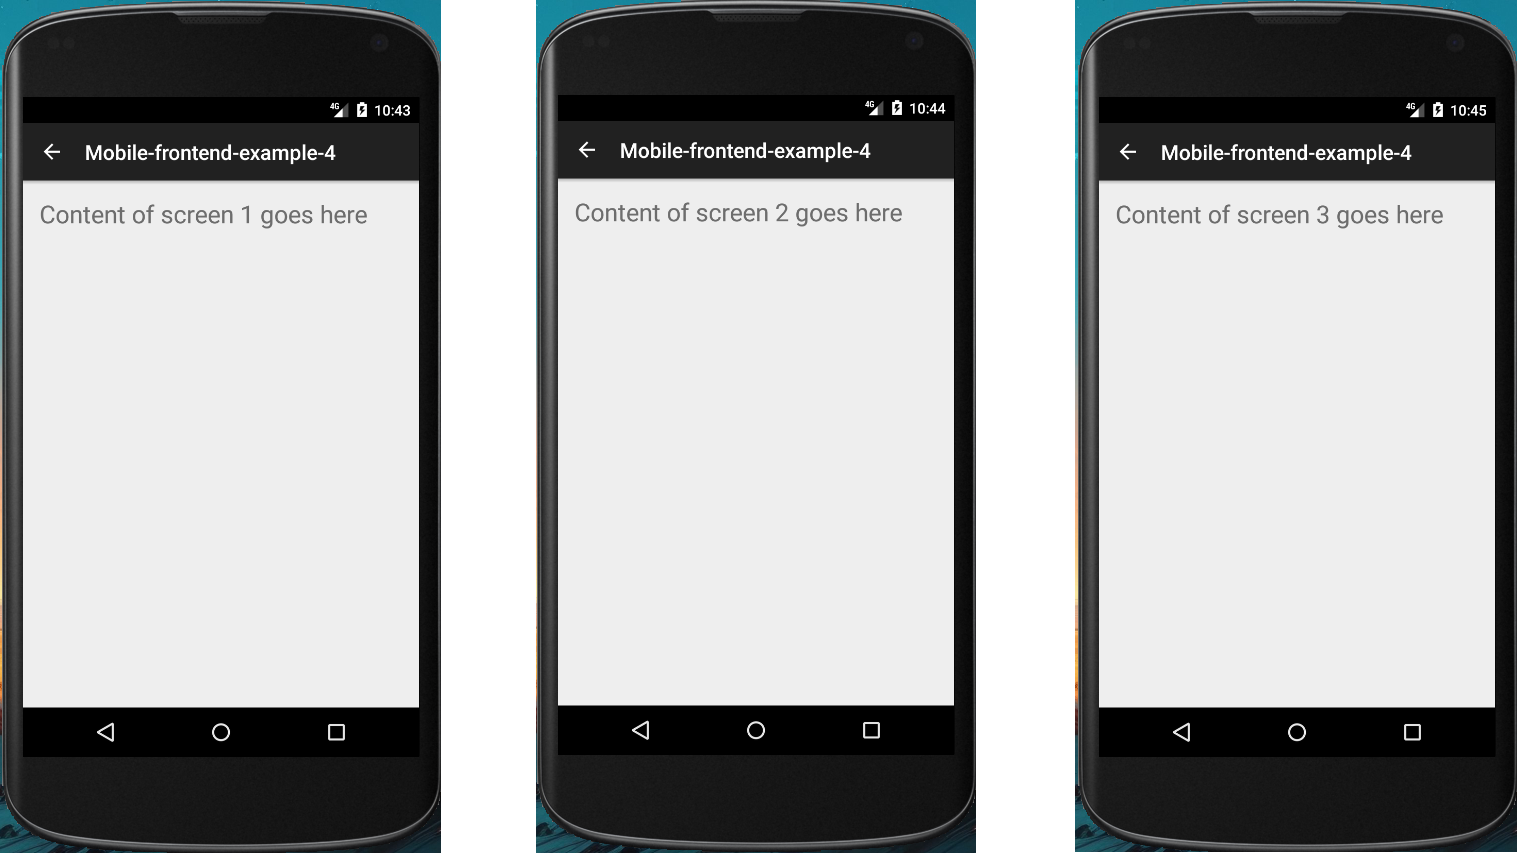 4G 10:43
Mobile-frontend-example-4
Content of screen 1 goes here
4G 10:44
Mobile-frontend-example-4
Content of screen 2 goes here
4G 10:45
Mobile-frontend-example-4
Content of screen 3 goes here